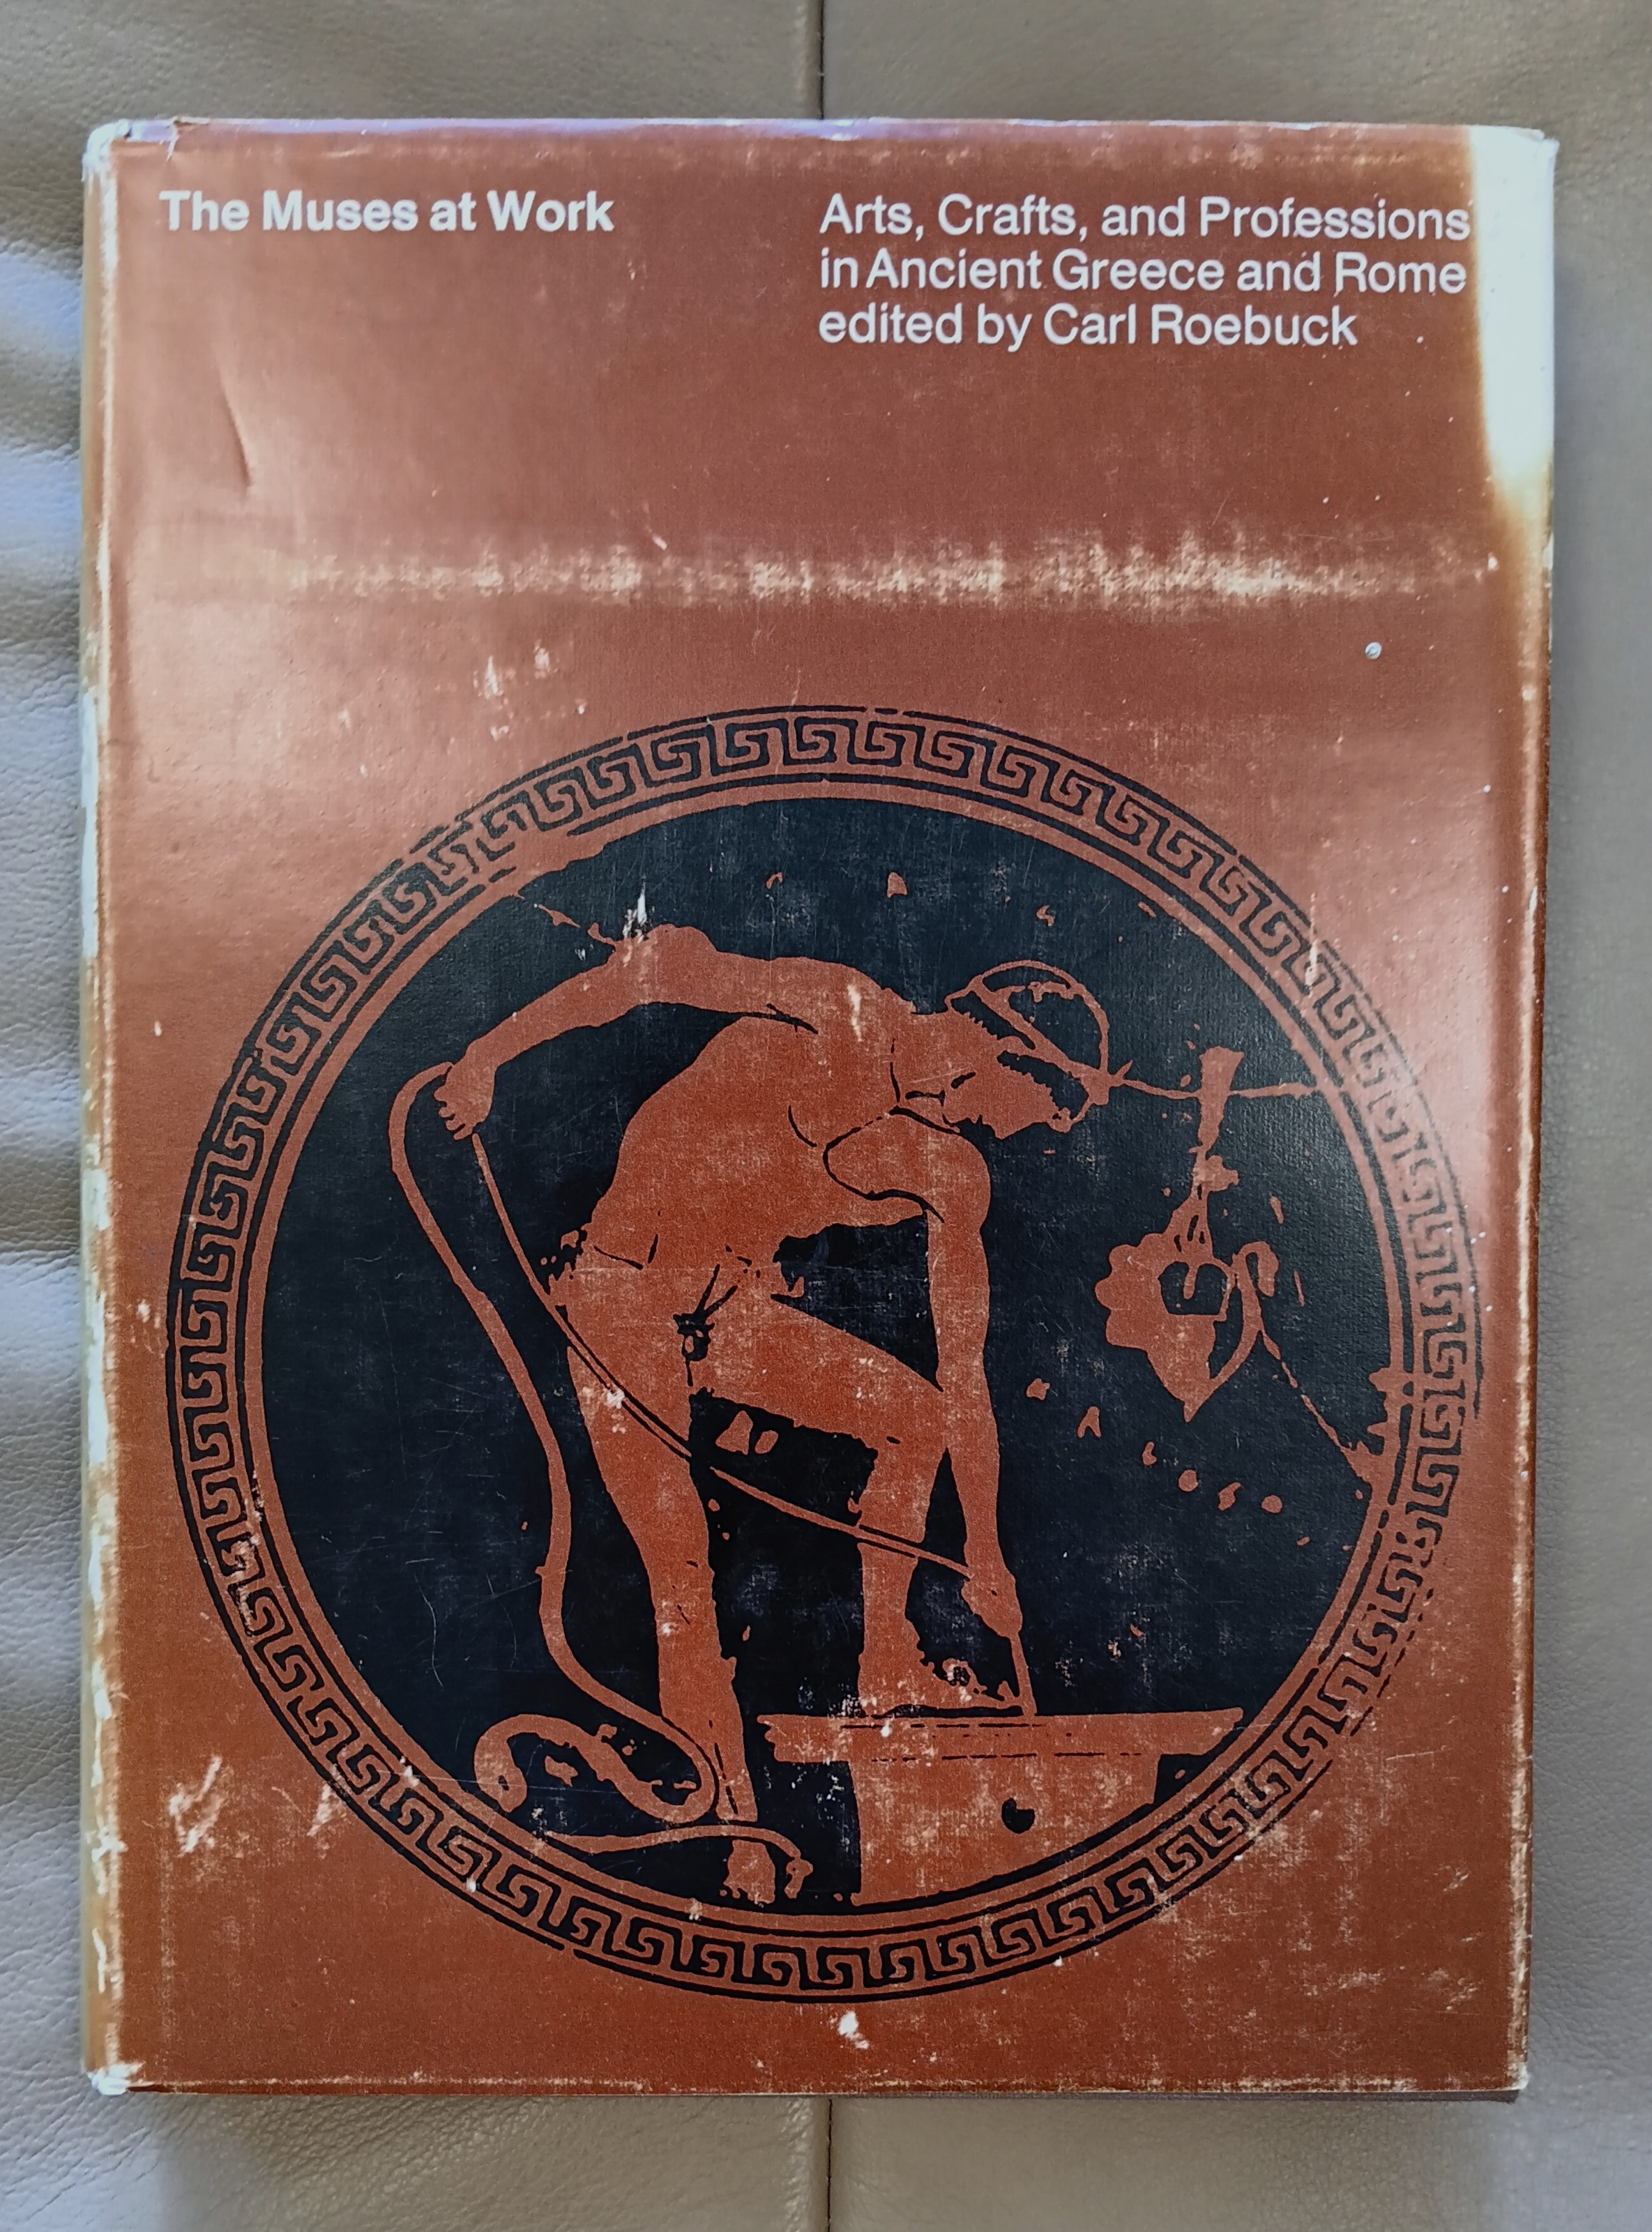 The Muses at Work
Arts, Crafts, and Professions
in Ancient Greece and Rome
edited by Carl Roebuck